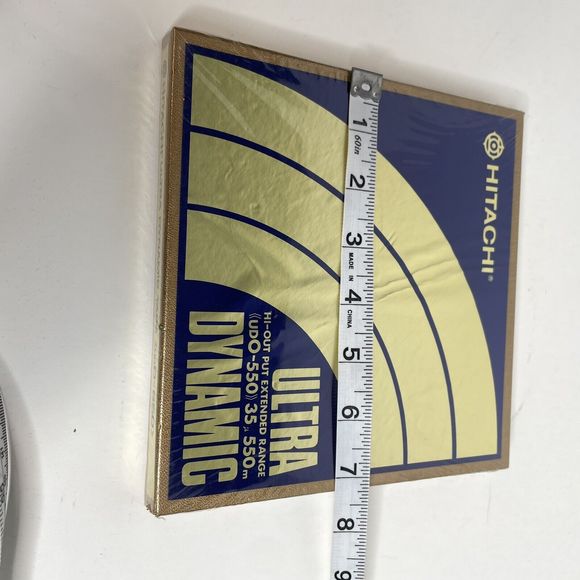 HITACHI®
ULTRA
HI-OUT PUT EXTENDED RANGE
《UDO-550》35μ 550m
DYNAMIC
1
60in
2
3
MADE IN
4
CHINA
5
6
7
8
9